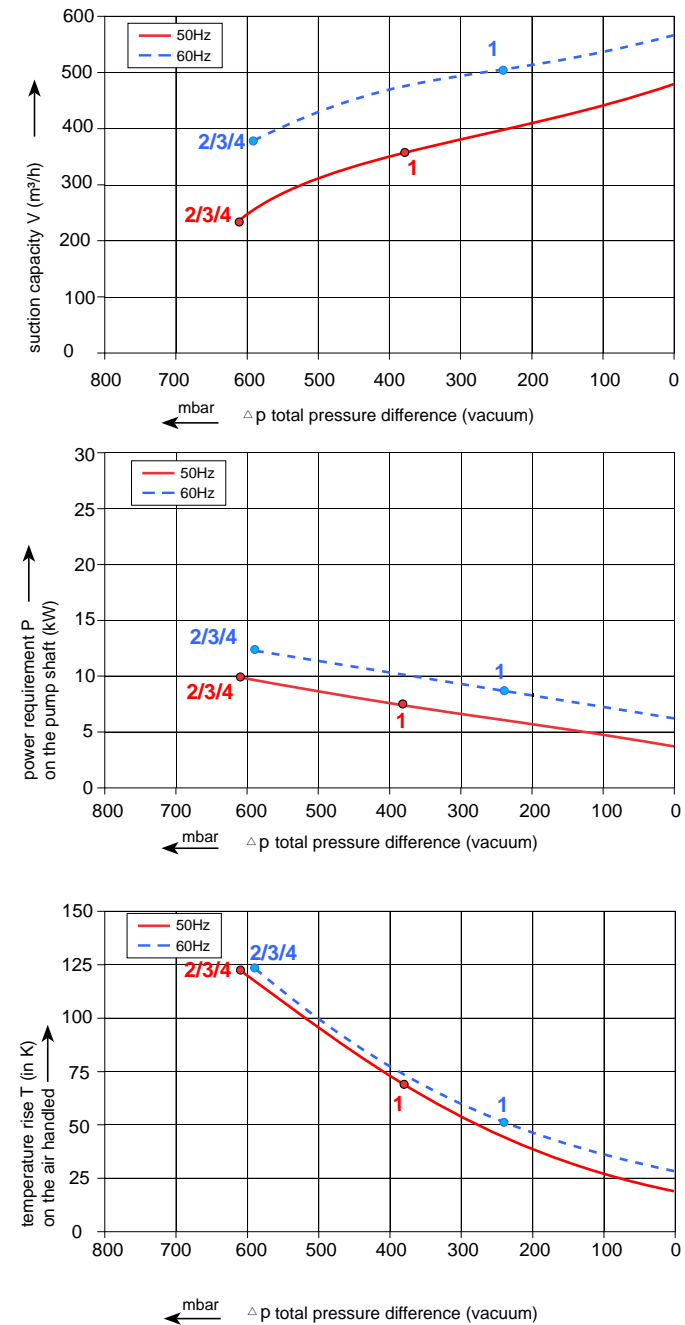 600
50Hz
60Hz
1
500
2/3/4
400
1
300
2/3/4
200
100
0
suction capacity V (m³/h)
800 700 600 500 400 300 200 100 0
mbar △p total pressure difference (vacuum)
30
50Hz
60Hz
25
20
15
2/3/4
10
2/3/4
1
1
5
0
power requirement P
on the pump shaft (kW)
800 700 600 500 400 300 200 100 0
mbar △p total pressure difference (vacuum)
150
50Hz
60Hz
2/3/4
125
2/3/4
100
75
1
1
50
25
0
temperature rise T (in K)
on the air handled
800 700 600 500 400 300 200 100 0
mbar △p total pressure difference (vacuum)